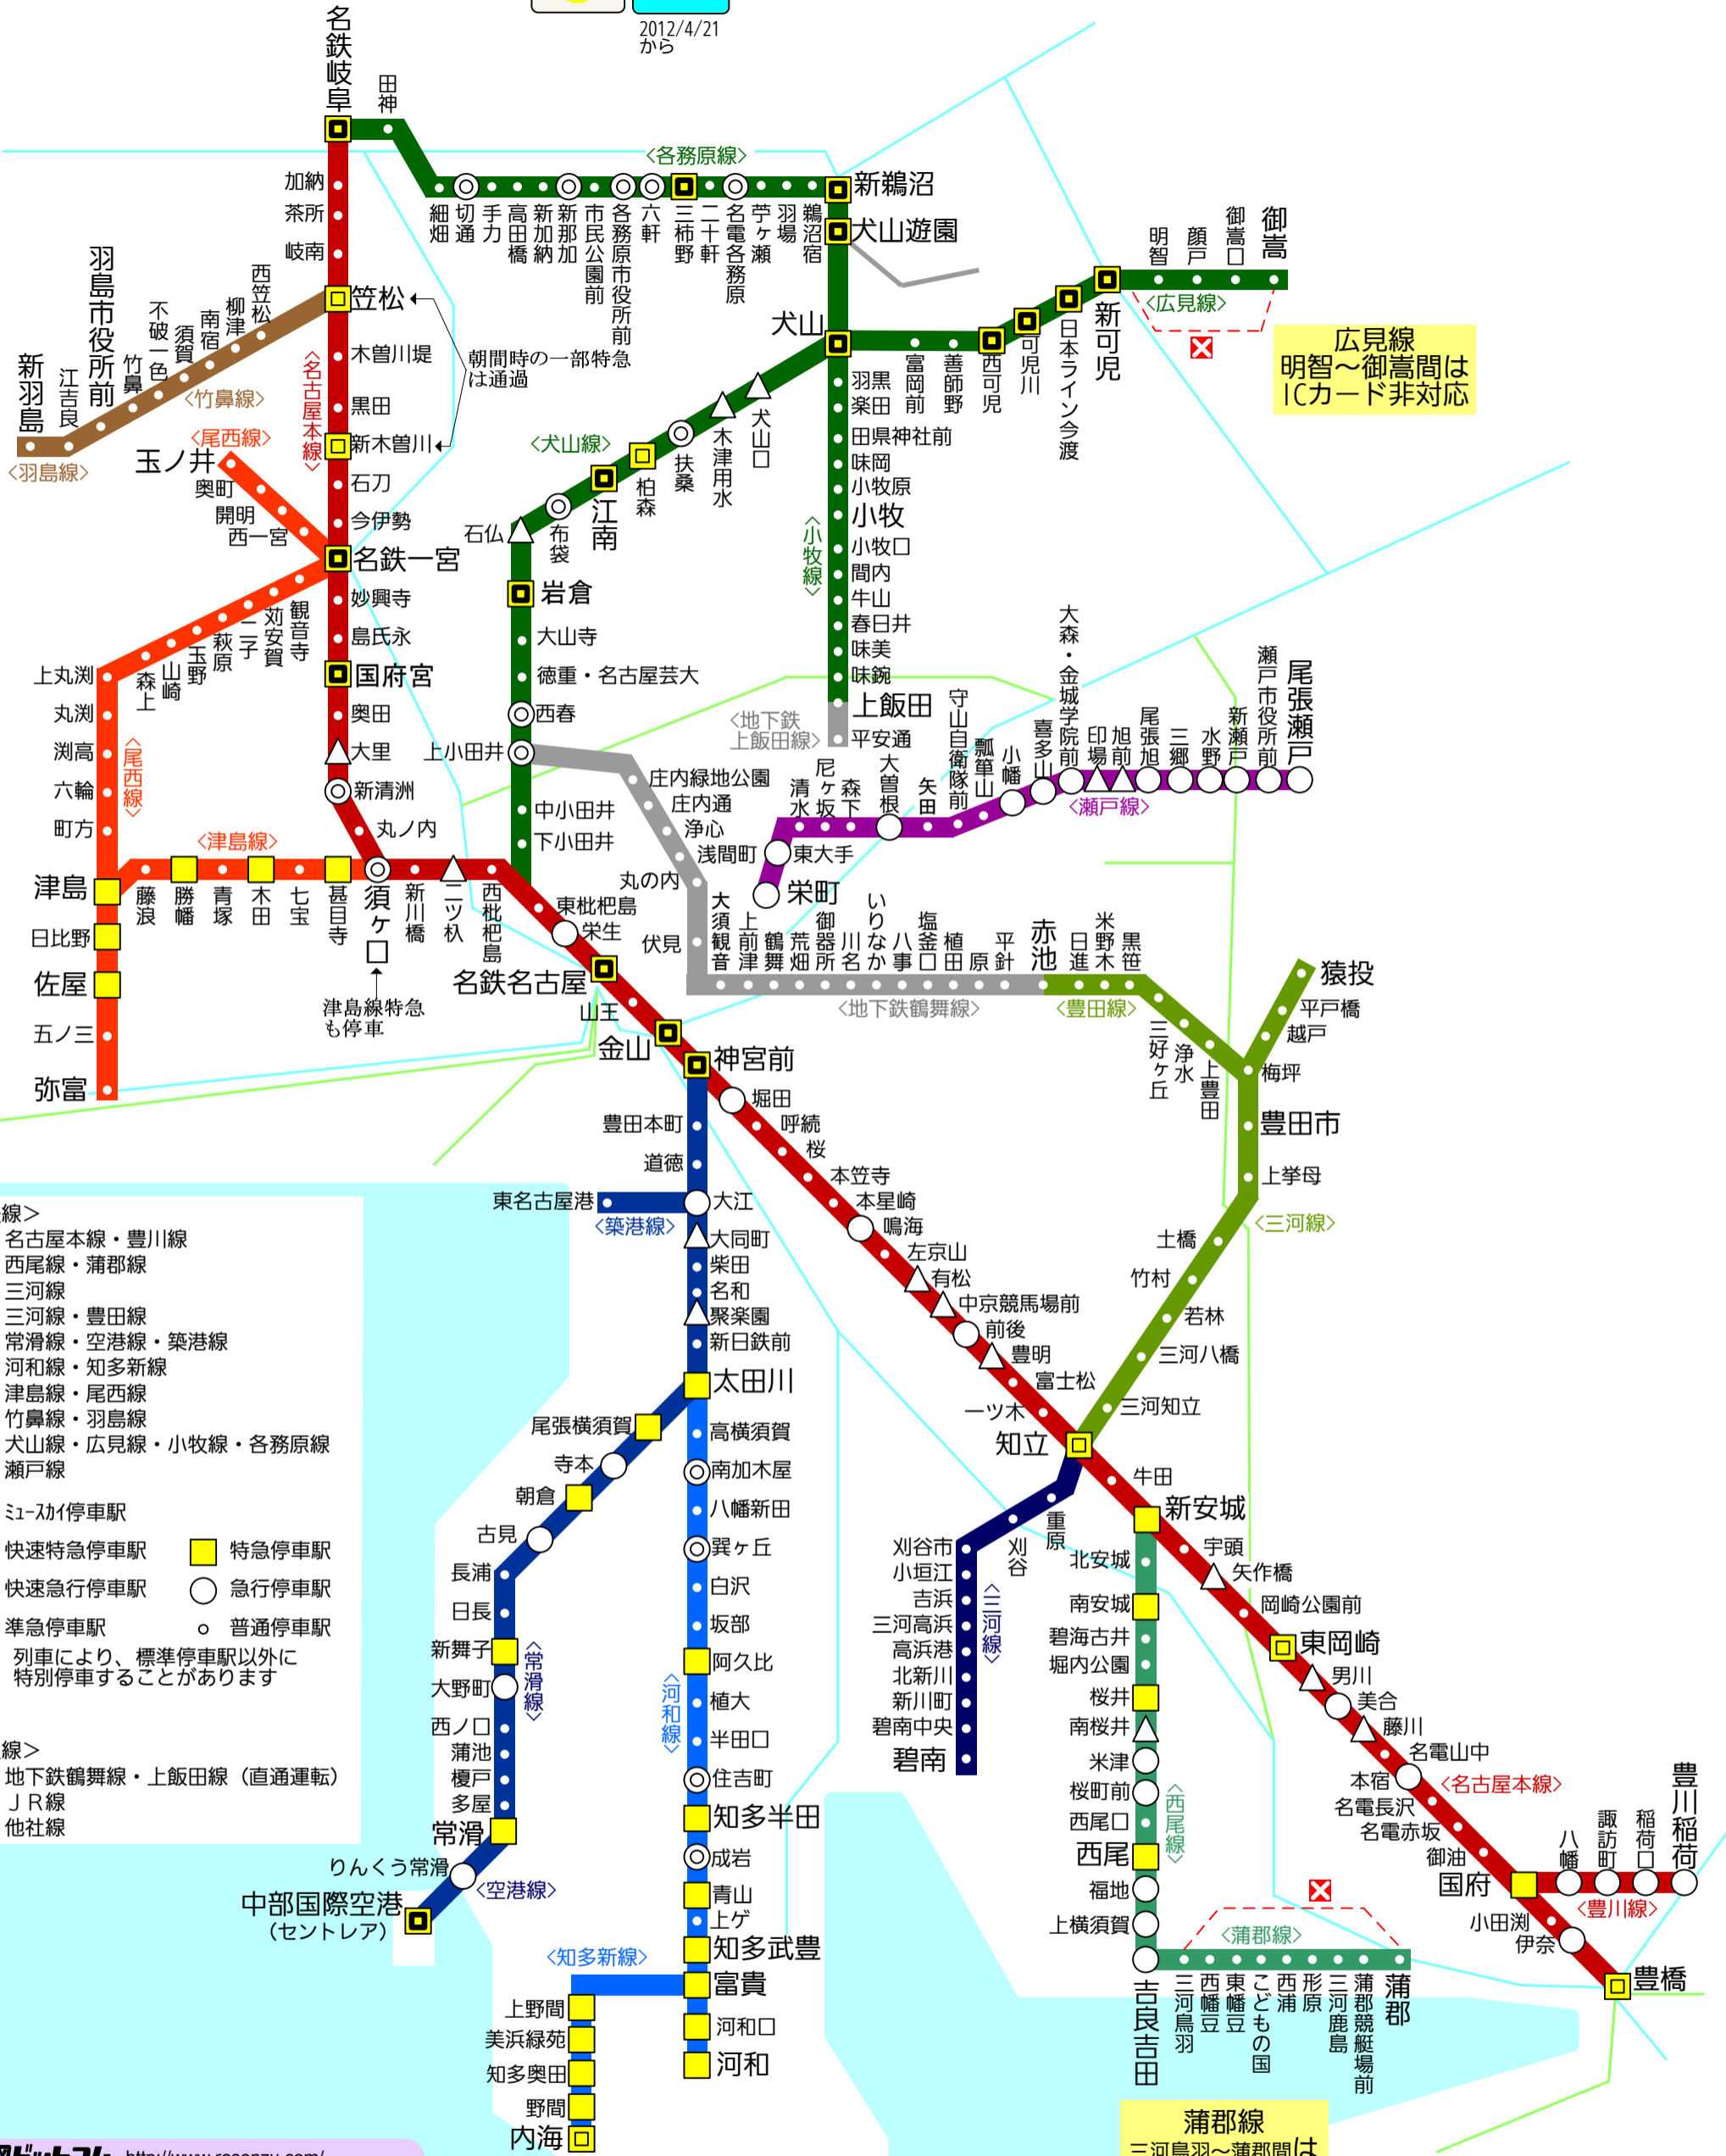 2012/4/21
から
名鉄岐阜
田神
<各務原線>
細畑
切通
手力
高田橋
新加納
新那加
市民公園前
各務原市役所前
六軒
三柿野
二十軒
名電各務原
苧ヶ瀬
羽場
鵜沼宿
新鵜沼
犬山遊園
犬山
加納
茶所
岐南
笠松
木曽川堤
黒田
新木曽川
石刀
今伊勢
名鉄一宮
妙興寺
島氏永
国府宮
奥田
大里
新清洲
丸ノ内
<名古屋本線>
朝間時の一部特急
は通過
西笠松
柳津
南宿
須賀
不破一色
竹鼻
羽島市役所前
江吉良
新羽島
<竹鼻線>
<羽島線>
<尾西線>
玉ノ井
奥町
開明
西一宮
観音寺
苅安賀
二子
萩原
玉野
山崎
森上
上丸渕
丸渕
渕高
六輪
町方
<尾西線>
津島
日比野
佐屋
五ノ三
弥富
<津島線>
藤浪
勝幡
青塚
木田
七宝
甚目寺
須ヶ口
津島線特急
も停車
新川橋
二ツ杁
西枇杷島
東枇杷島
栄生
名鉄名古屋
山王
金山
神宮前
<犬山線>
犬山口
木津用水
扶桑
柏森
江南
布袋
石仏
岩倉
大山寺
徳重・名古屋芸大
西春
上小田井
中小田井
下小田井
富岡前
善師野
西可児
可児川
日本ライン今渡
新可児
明智
顔戸
御嵩口
御嵩
<広見線>
広見線
明智～御嵩間は
ICカード非対応
羽黒
楽田
田県神社前
味岡
小牧原
小牧
小牧口
間内
牛山
春日井
味美
味鋺
上飯田
平安通
<小牧線>
<地下鉄
上飯田線>
庄内緑地公園
庄内通
浄心
浅間町
丸の内
伏見
大須観音
上前津
鶴舞
荒畑
御器所
川名
いりなか
八事
塩釜口
植田
原
平針
赤池
<地下鉄鶴舞線>
栄町
東大手
清水
尼ヶ坂
森下
大曽根
矢田
守山自衛隊前
瓢箪山
小幡
喜多山
大森・金城学院前
印場
旭前
尾張旭
三郷
水野
新瀬戸
瀬戸市役所前
尾張瀬戸
<瀬戸線>
日進
米野木
黒笹
<豊田線>
三好ヶ丘
浄水
上豊田
猿投
平戸橋
越戸
梅坪
豊田市
上挙母
<三河線>
土橋
竹村
若林
三河八橋
三河知立
堀田
呼続
桜
本笠寺
本星崎
鳴海
左京山
有松
中京競馬場前
前後
豊明
富士松
一ツ木
知立
牛田
新安城
宇頭
矢作橋
岡崎公園前
東岡崎
男川
美合
藤川
名電山中
本宿
<名古屋本線>
名電長沢
名電赤坂
御油
国府
小田渕
伊奈
豊橋
八幡
諏訪町
稲荷口
豊川稲荷
<豊川線>
重原
刈谷
刈谷市
小垣江
吉浜
三河高浜
高浜港
北新川
新川町
碧南中央
碧南
<三河線>
北安城
南安城
碧海古井
堀内公園
桜井
南桜井
米津
桜町前
西尾口
西尾
福地
上横須賀
吉良吉田
<西尾線>
<蒲郡線>
三河鳥羽
西幡豆
東幡豆
こどもの国
西浦
形原
三河鹿島
蒲郡競艇場前
蒲郡
蒲郡線
三河鳥羽～蒲郡間は
豊田本町
道徳
東名古屋港
大江
<築港線>
大同町
柴田
名和
聚楽園
新日鉄前
太田川
尾張横須賀
寺本
朝倉
古見
長浦
日長
新舞子
大野町
西ノ口
蒲池
榎戸
多屋
常滑
<常滑線>
りんくう常滑
<空港線>
中部国際空港
（セントレア）
高横須賀
南加木屋
八幡新田
巽ヶ丘
白沢
坂部
阿久比
植大
半田口
住吉町
知多半田
成岩
青山
上ゲ
知多武豊
富貴
河和口
河和
<河和線>
<知多新線>
上野間
美浜緑苑
知多奥田
野間
内海
線>
名古屋本線・豊川線
西尾線・蒲郡線
三河線
三河線・豊田線
常滑線・空港線・築港線
河和線・知多新線
津島線・尾西線
竹鼻線・羽島線
犬山線・広見線・小牧線・各務原線
瀬戸線
ﾐｭｰｽｶｲ停車駅
快速特急停車駅 特急停車駅
快速急行停車駅 急行停車駅
準急停車駅 普通停車駅
列車により、標準停車駅以外に
特別停車することがあります
線>
地下鉄鶴舞線・上飯田線（直通運転）
ＪＲ線
他社線